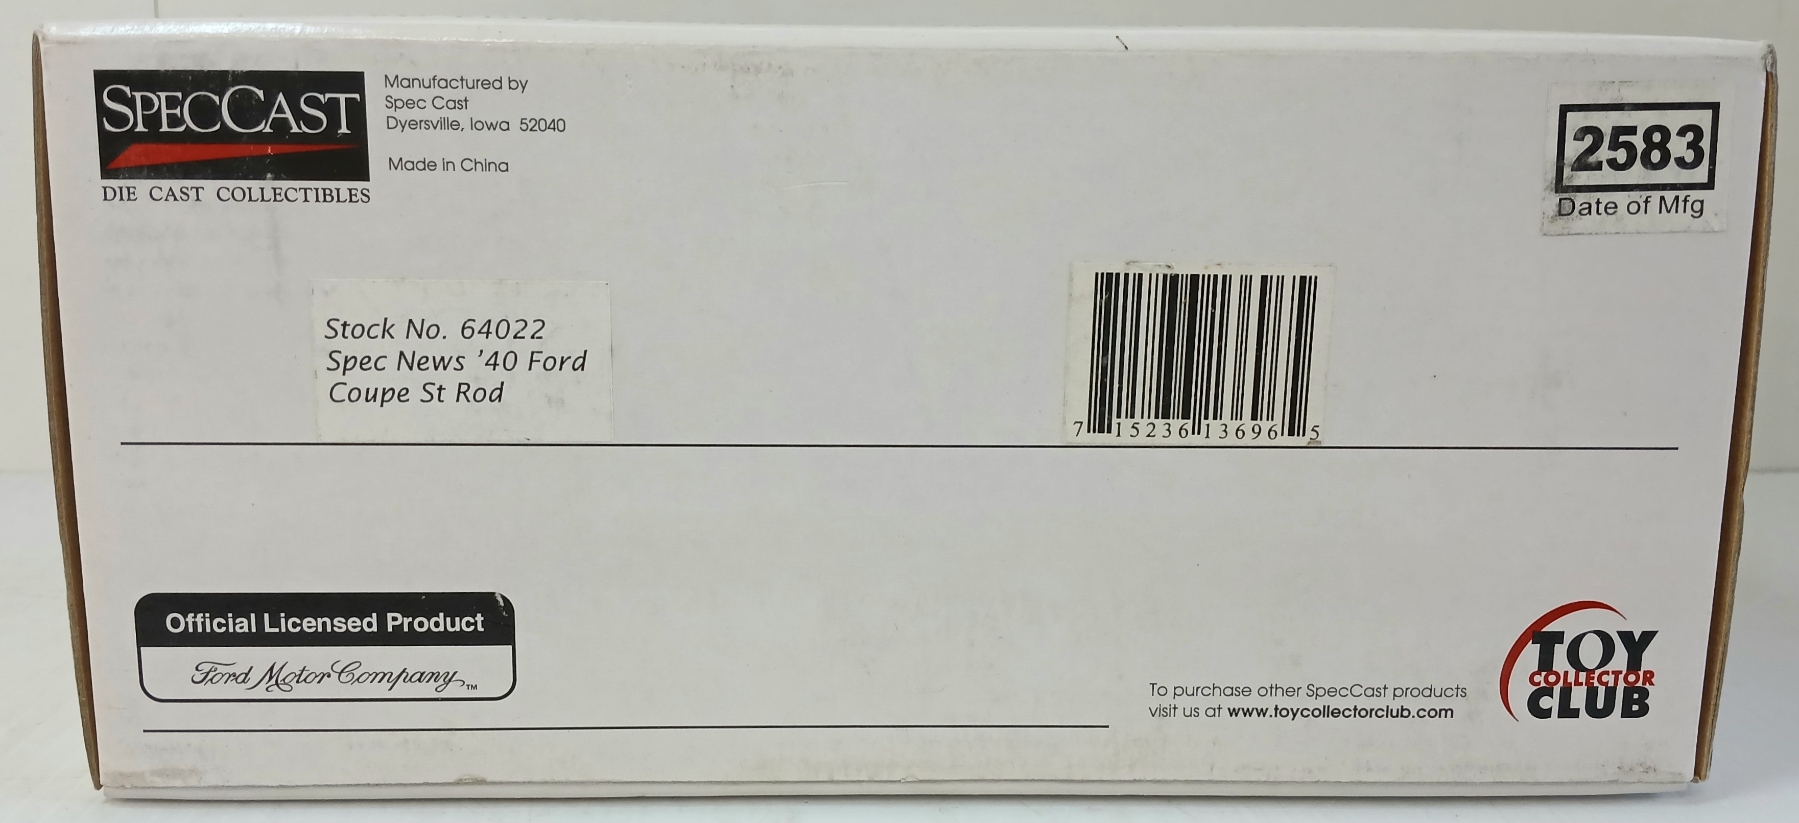 SPECCAST
DIE CAST COLLECTIBLES
Manufactured by
Spec Cast
Dyersville, Iowa 52040
Made in China
2583
Date of Mfg
Stock No. 64022
Spec News '40 Ford
Coupe St Rod
7 15236 13696 5
Official Licensed Product
Ford Motor Company™
To purchase other SpecCast products
visit us at www.toycollectorclub.com
TOY
COLLECTOR
CLUB